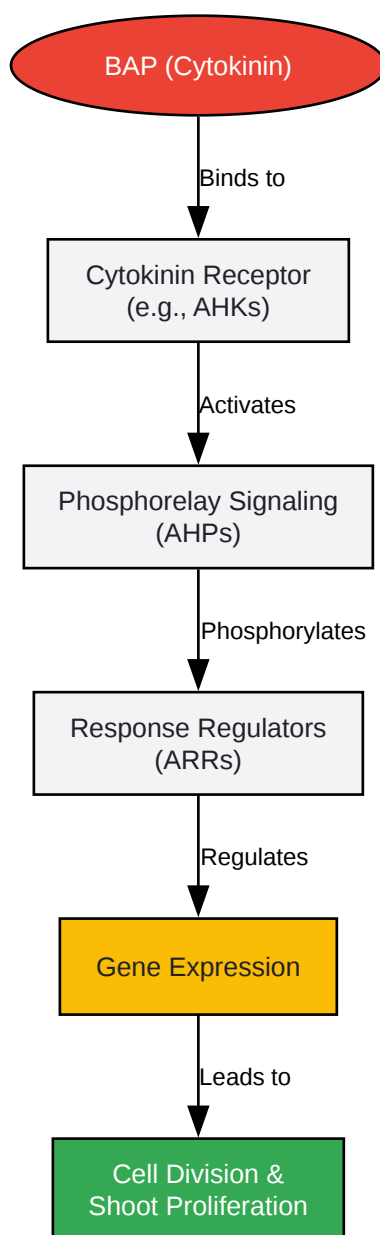 BAP (Cytokinin)
Binds to
Cytokinin Receptor
(e.g., AHKs)
Activates
Phosphorelay Signaling
(AHPs)
Phosphorylates
Response Regulators
(ARRs)
Regulates
Gene Expression
Leads to
Cell Division &
Shoot Proliferation